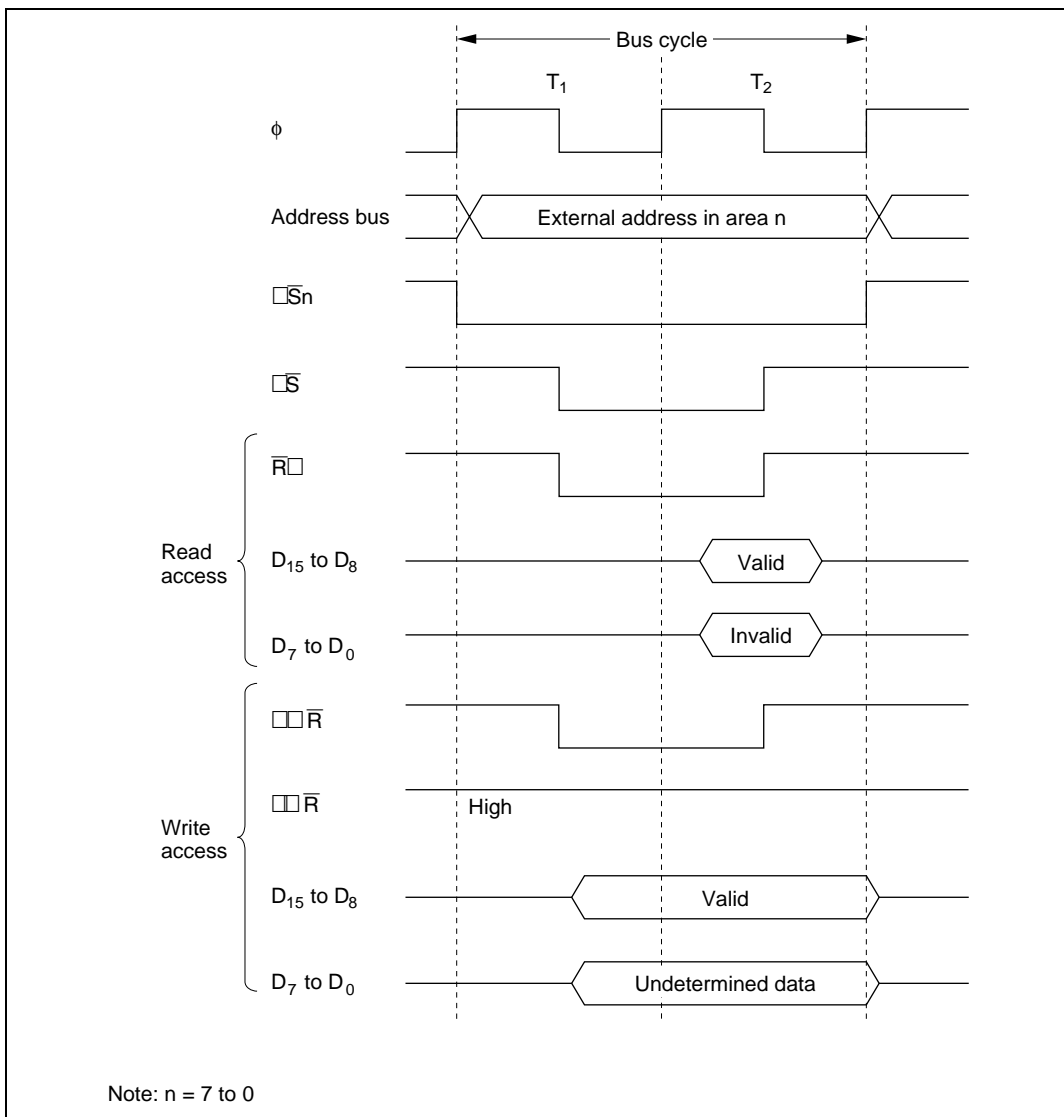 Bus cycle
T1 T2
φ
Address bus External address in area n
□S̅n
□S̅
R̅□
Read access
D15 to D8 Valid
D7 to D0 Invalid
□□R̅
□□R̅ High
Write access
D15 to D8 Valid
D7 to D0 Undetermined data
Note: n = 7 to 0